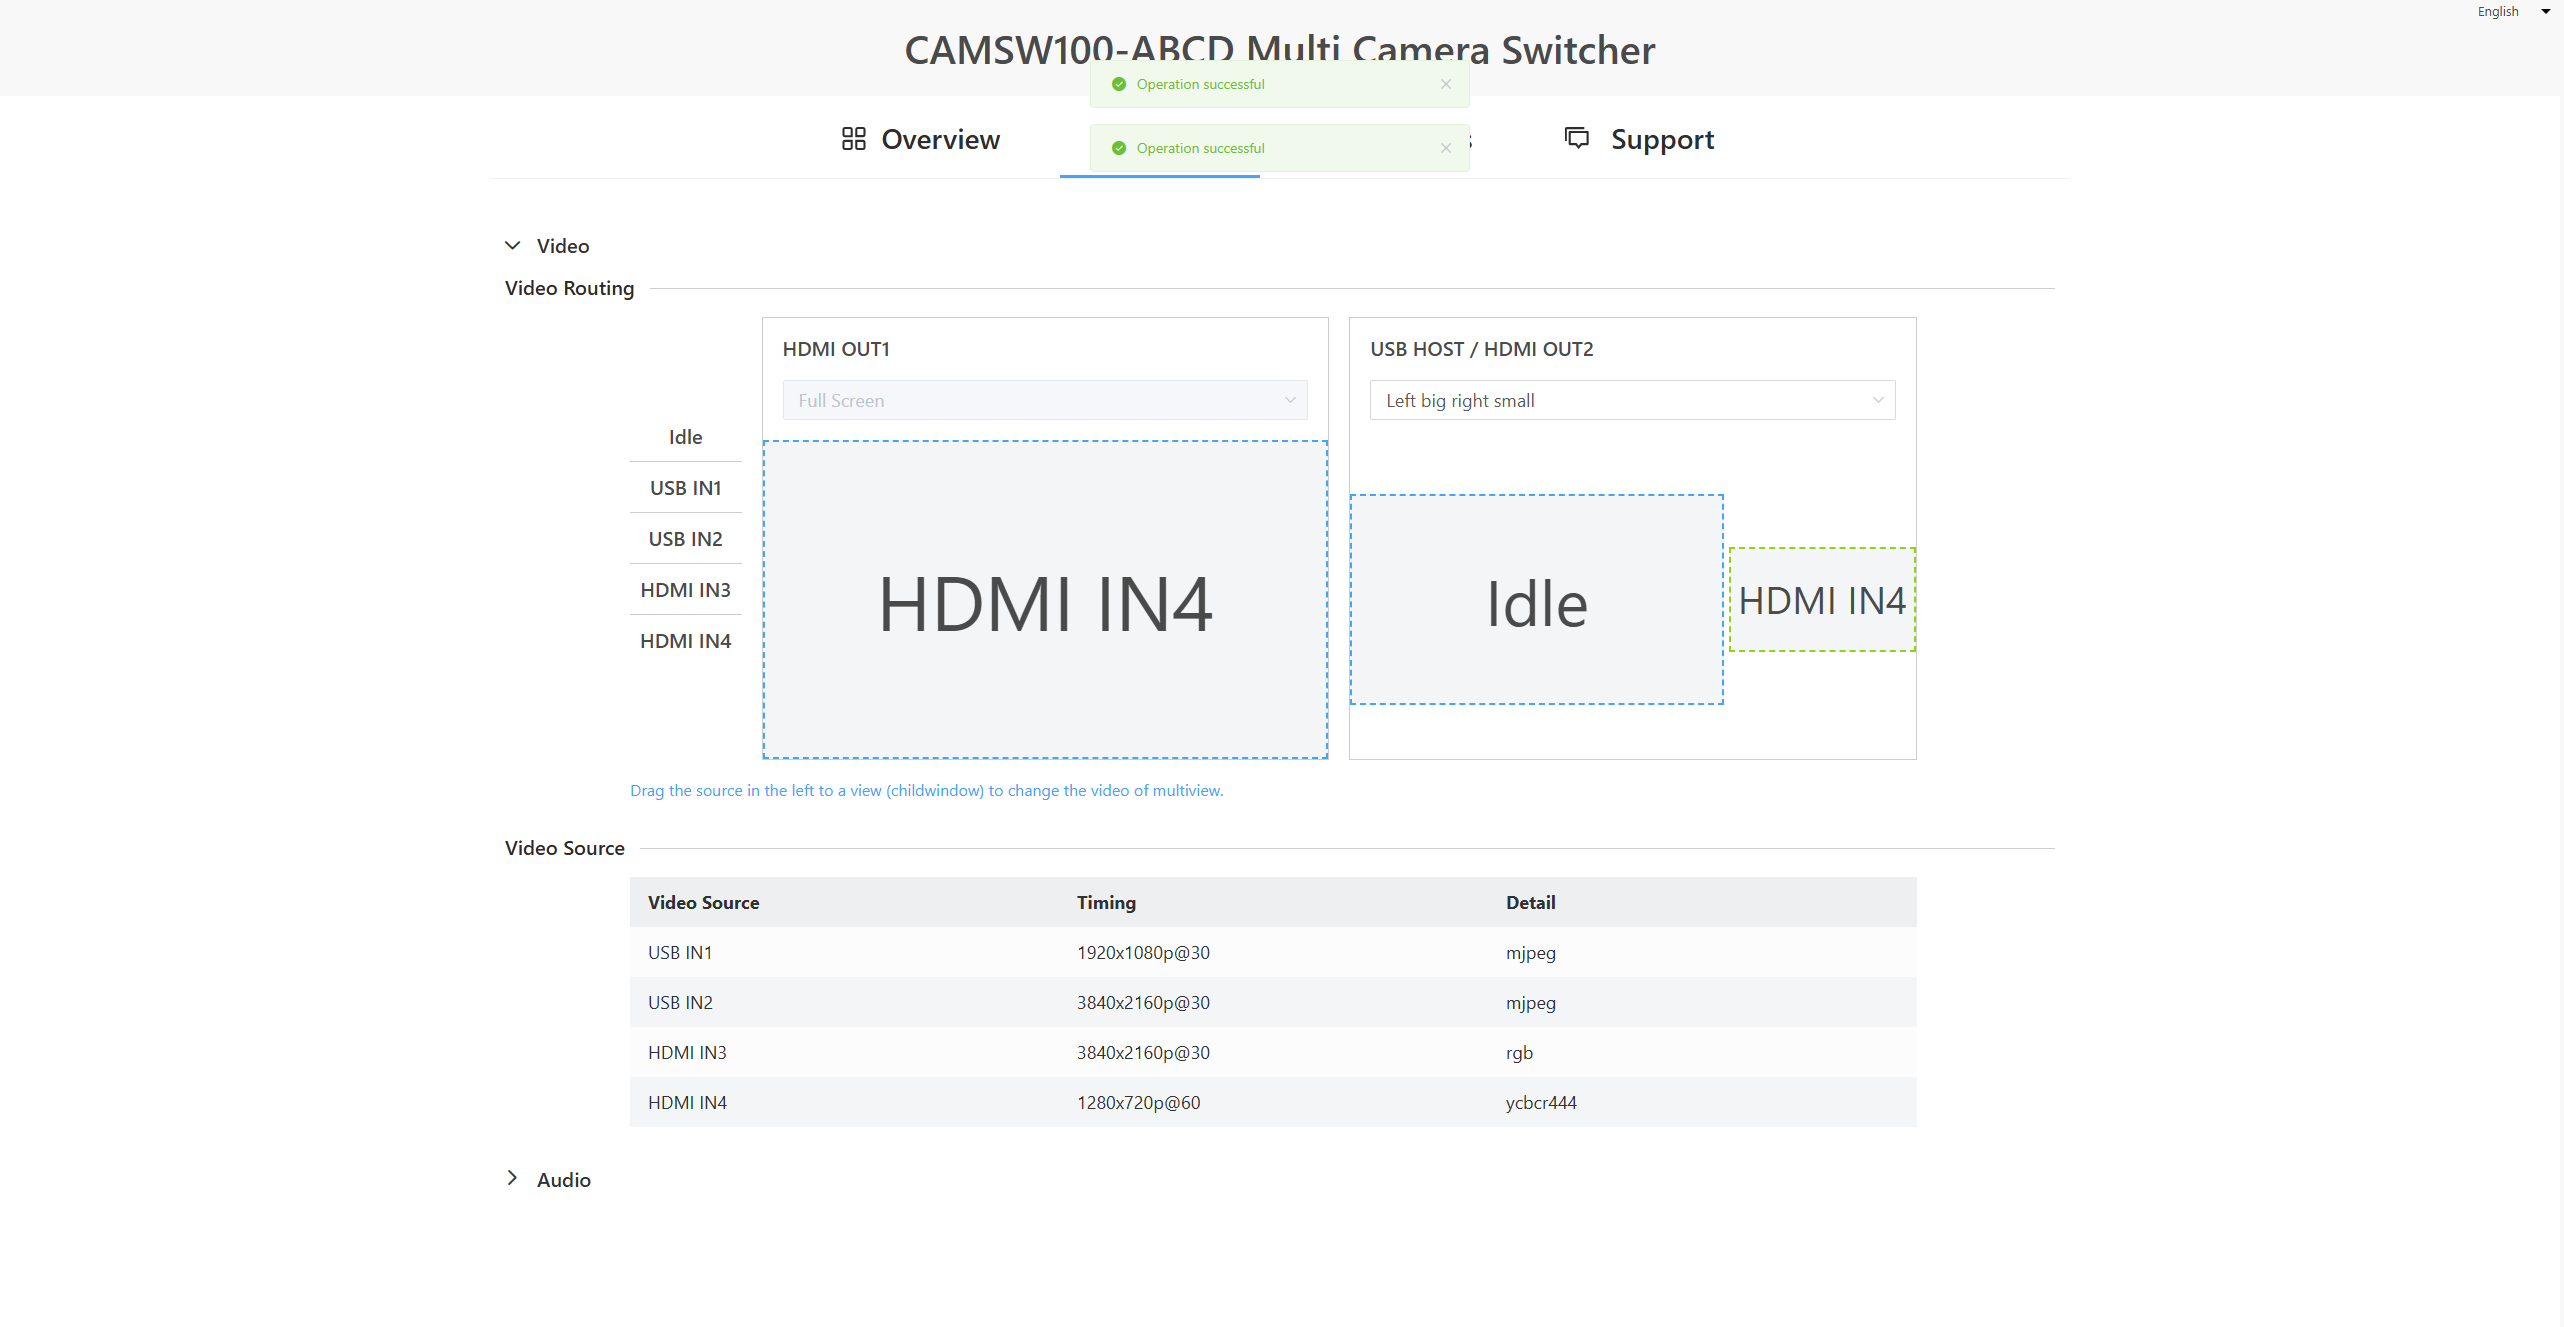 English
CAMSW100-ABCD Multi Camera Switcher
Operation successful
Overview
Operation successful
Support
Video
Video Routing
HDMI OUT1
USB HOST / HDMI OUT2
Full Screen
Left big right small
Idle
USB IN1
USB IN2
HDMI IN3
HDMI IN4
HDMI IN4
Idle
HDMI IN4
Drag the source in the left to a view (childwindow) to change the video of multiview.
Video Source
Video Source Timing Detail
USB IN1 1920x1080p@30 mjpeg
USB IN2 3840x2160p@30 mjpeg
HDMI IN3 3840x2160p@30 rgb
HDMI IN4 1280x720p@60 ycbcr444
Audio